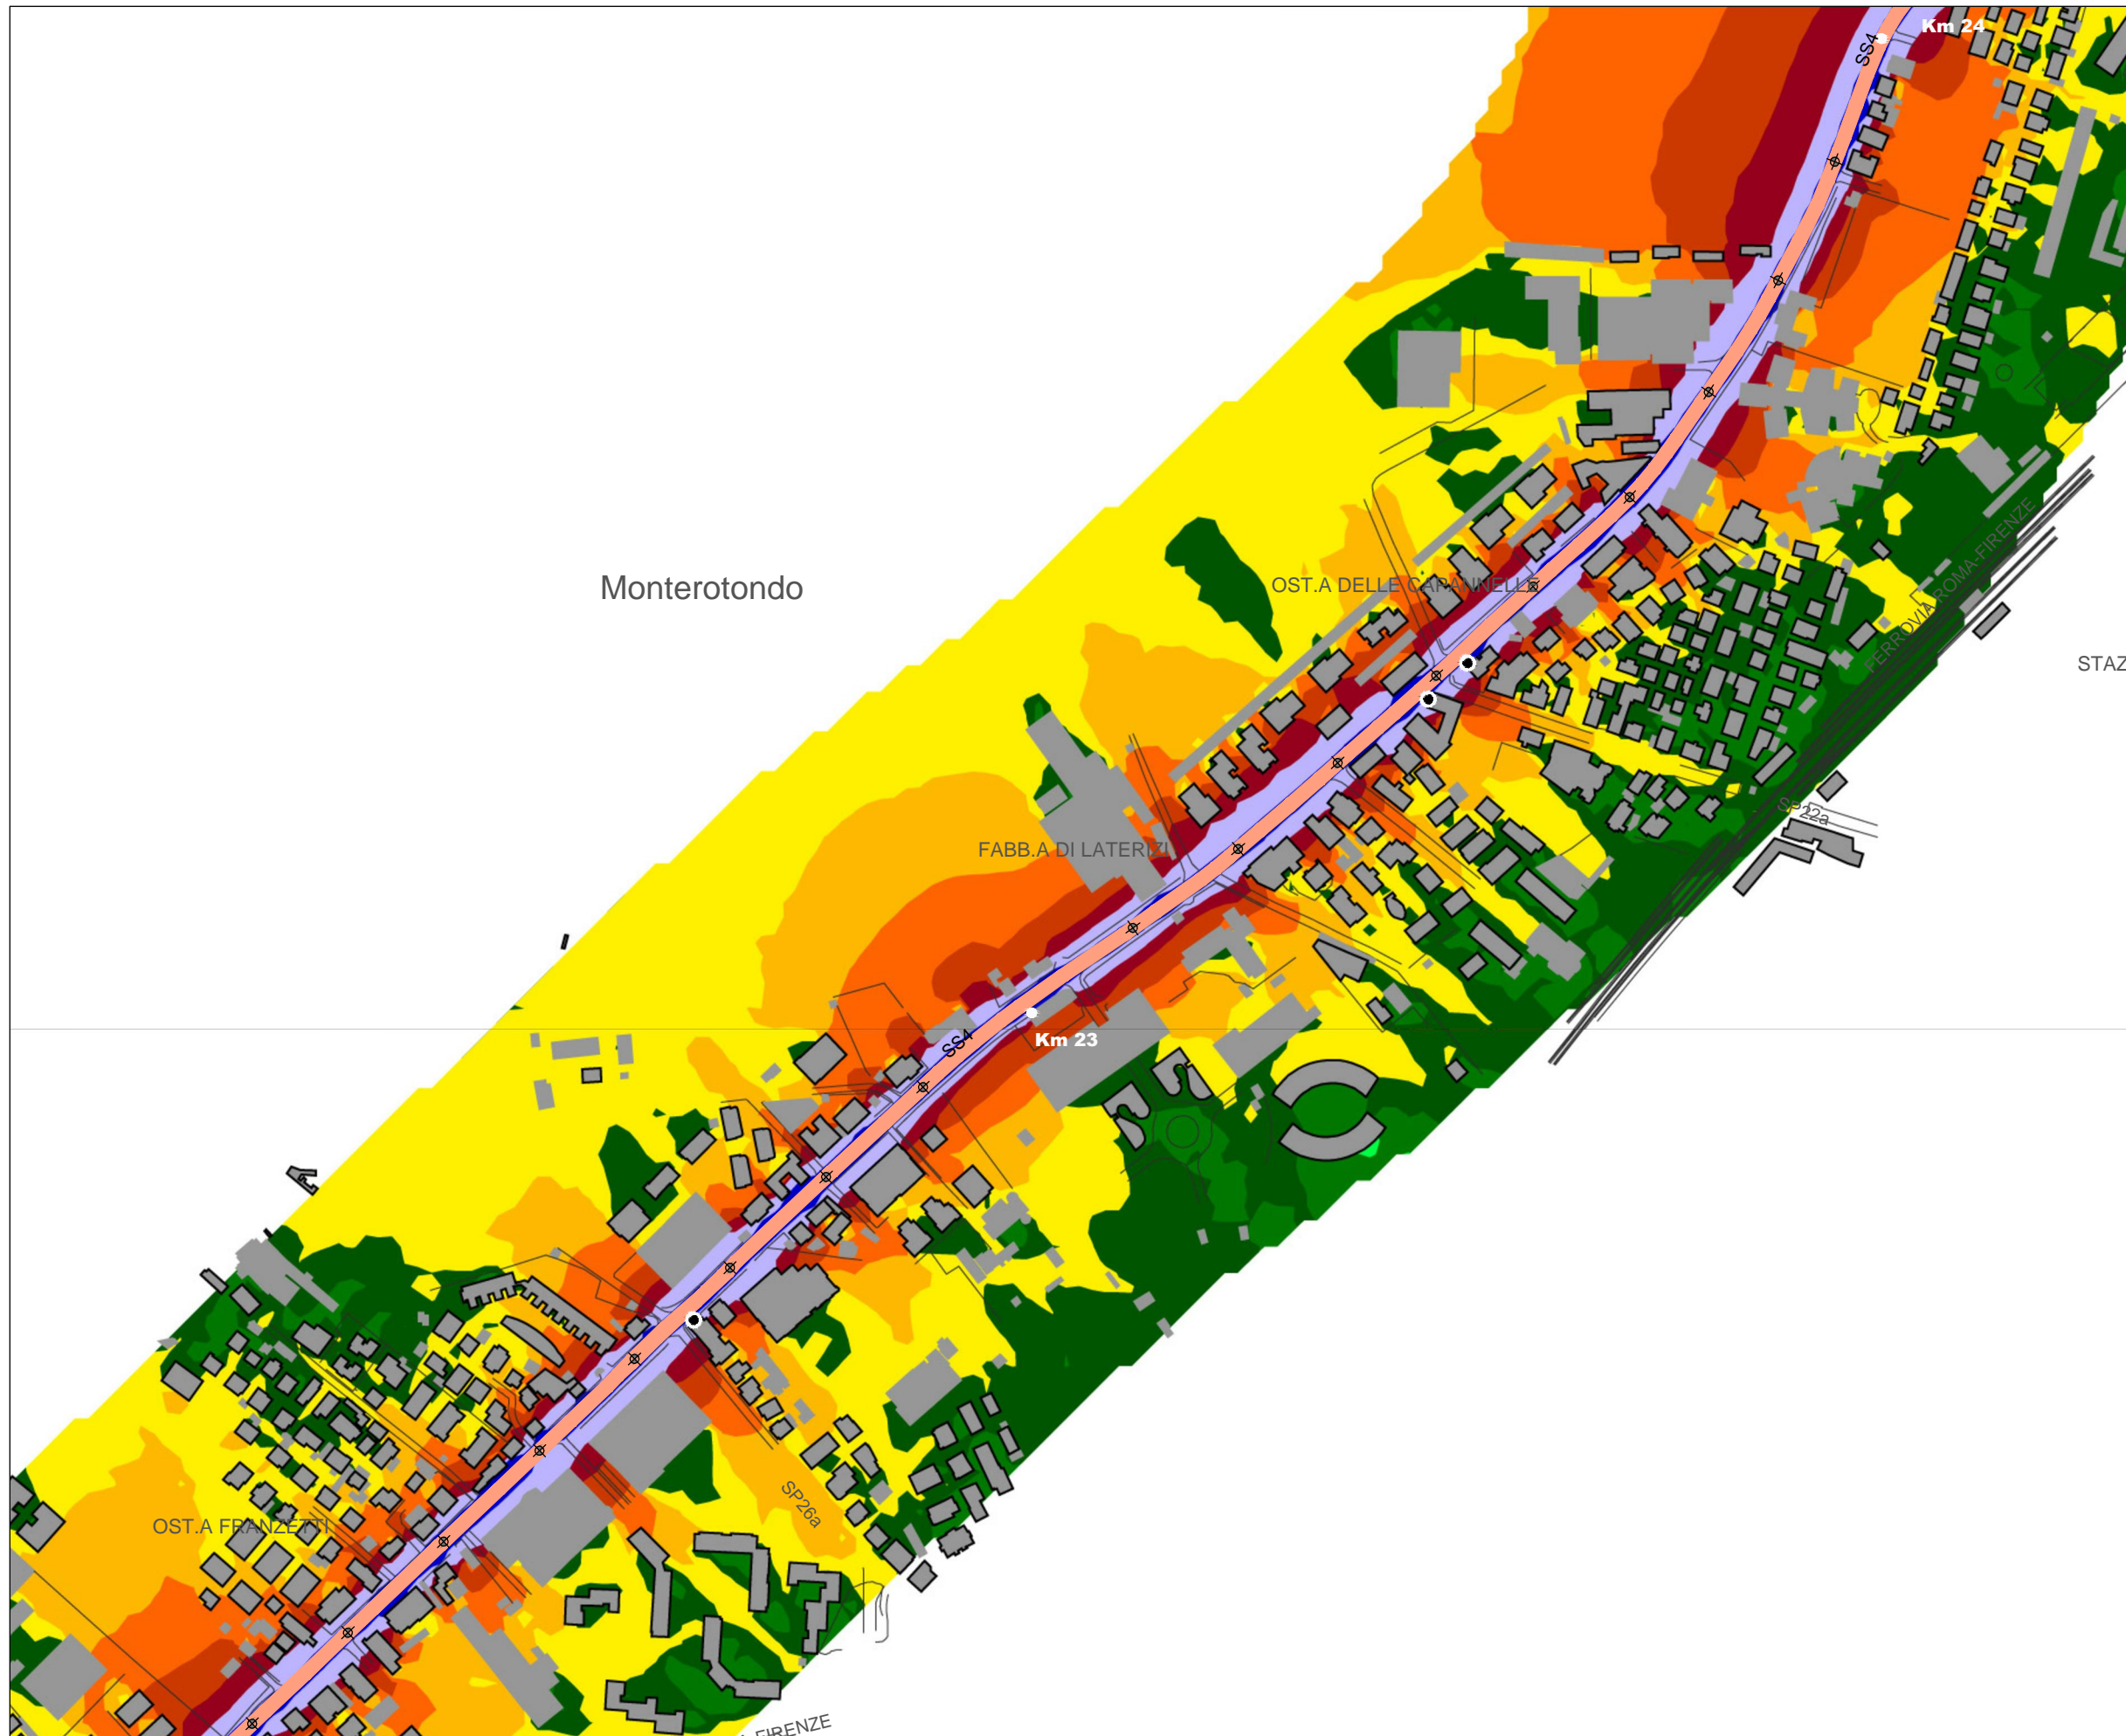 Km 24
SS4
Monterotondo
OST.A DELLE CAPANNELLE
FERROVIA ROMA-FIRENZE
STAZ
SP22a
FABB.A DI LATERIZI
SS4
Km 23
SP26a
OST.A FRANZETTI
FIRENZE